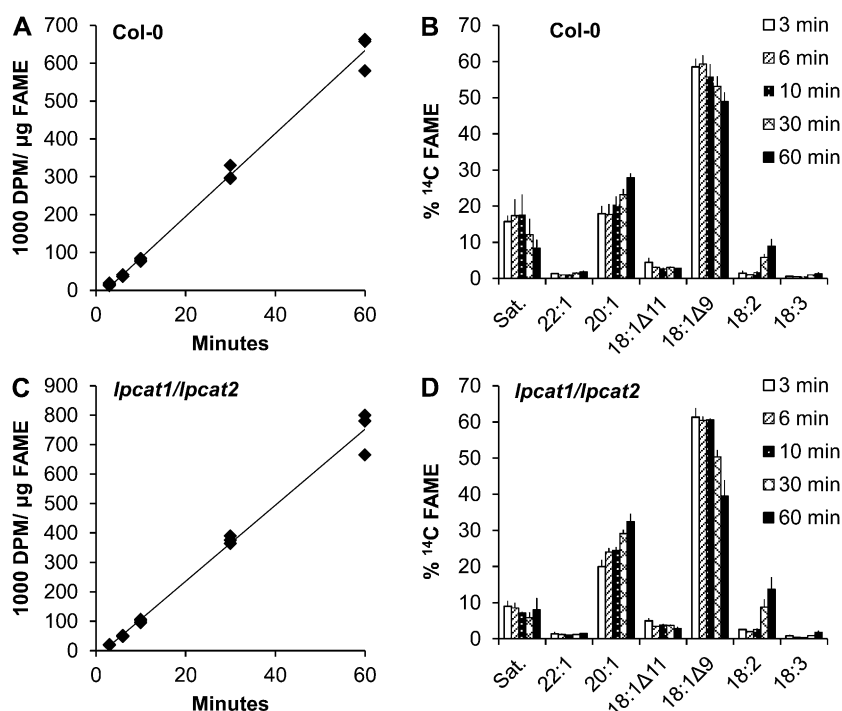 A
Col-0
1000 DPM/ µg FAME
700
600
500
400
300
200
100
0
0 20 40 60
Minutes
B
Col-0
% ¹⁴C FAME
70
60
50
40
30
20
10
0
Sat. 22:1 20:1 18:1Δ11 18:1Δ9 18:2 18:3
3 min
6 min
10 min
30 min
60 min
C
lpcat1/lpcat2
1000 DPM/ µg FAME
900
800
700
600
500
400
300
200
100
0
0 20 40 60
Minutes
D
lpcat1/lpcat2
% ¹⁴C FAME
70
60
50
40
30
20
10
0
Sat. 22:1 20:1 18:1Δ11 18:1Δ9 18:2 18:3
3 min
6 min
10 min
30 min
60 min